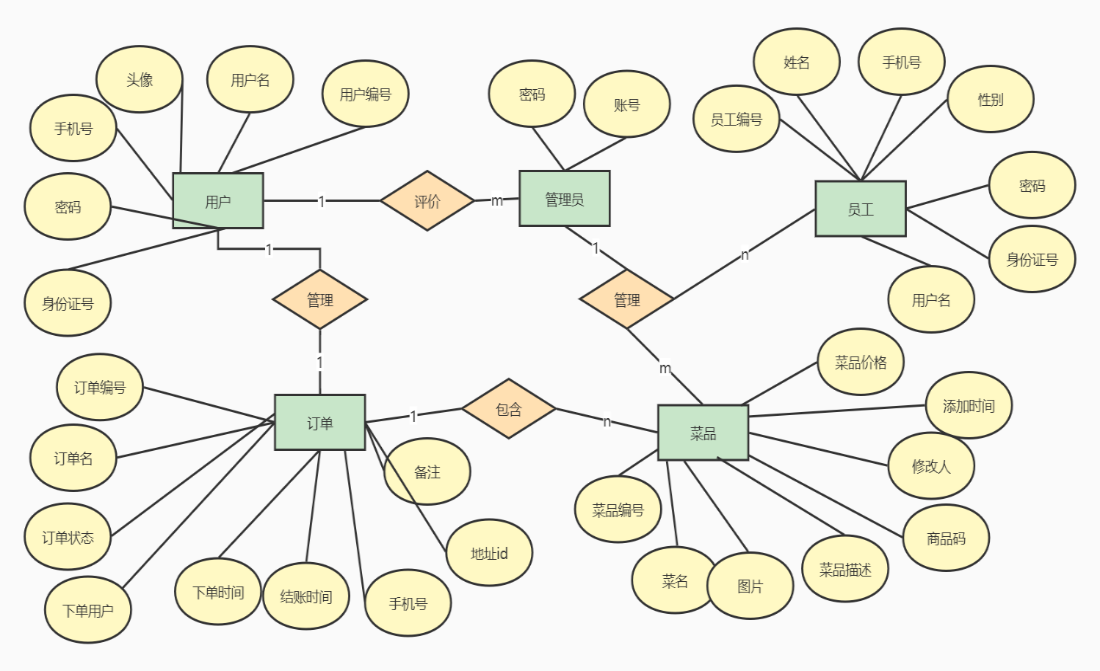 头像
用户名
用户编号
手机号
密码
身份证号
用户
1
评价
m
管理员
密码
账号
姓名
手机号
员工编号
性别
员工
密码
身份证号
用户名
1
管理
1
1
管理
n
m
订单编号
订单名
订单状态
下单用户
订单
1
包含
n
备注
地址id
下单时间
结账时间
手机号
菜品
菜品价格
添加时间
修改人
商品码
菜品描述
菜品编号
菜名
图片